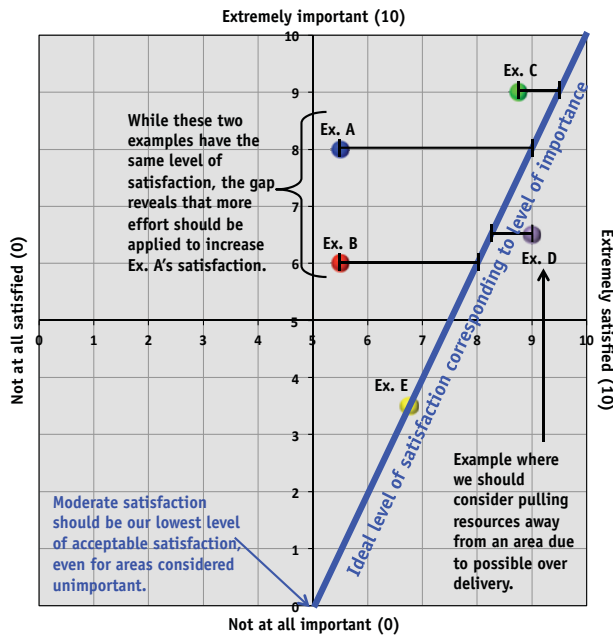 Extremely important (10)
10
Ex. C
9
While these two
examples have the
same level of
satisfaction, the gap
reveals that more
effort should be
applied to increase
Ex. A’s satisfaction.
Ex. A
8
7
Ex. B
6
Ex. D
5
Not at all satisfied (0)
Extremely satisfied (10)
0 1 2 3 4 5 6 7 8 9 10
Ideal level of satisfaction corresponding to level of importance
Ex. E
4
3
2
1
0
Example where
we should
consider pulling
resources away
from an area due
to possible over
delivery.
Moderate satisfaction
should be our lowest level
of acceptable satisfaction,
even for areas considered
unimportant.
Not at all important (0)